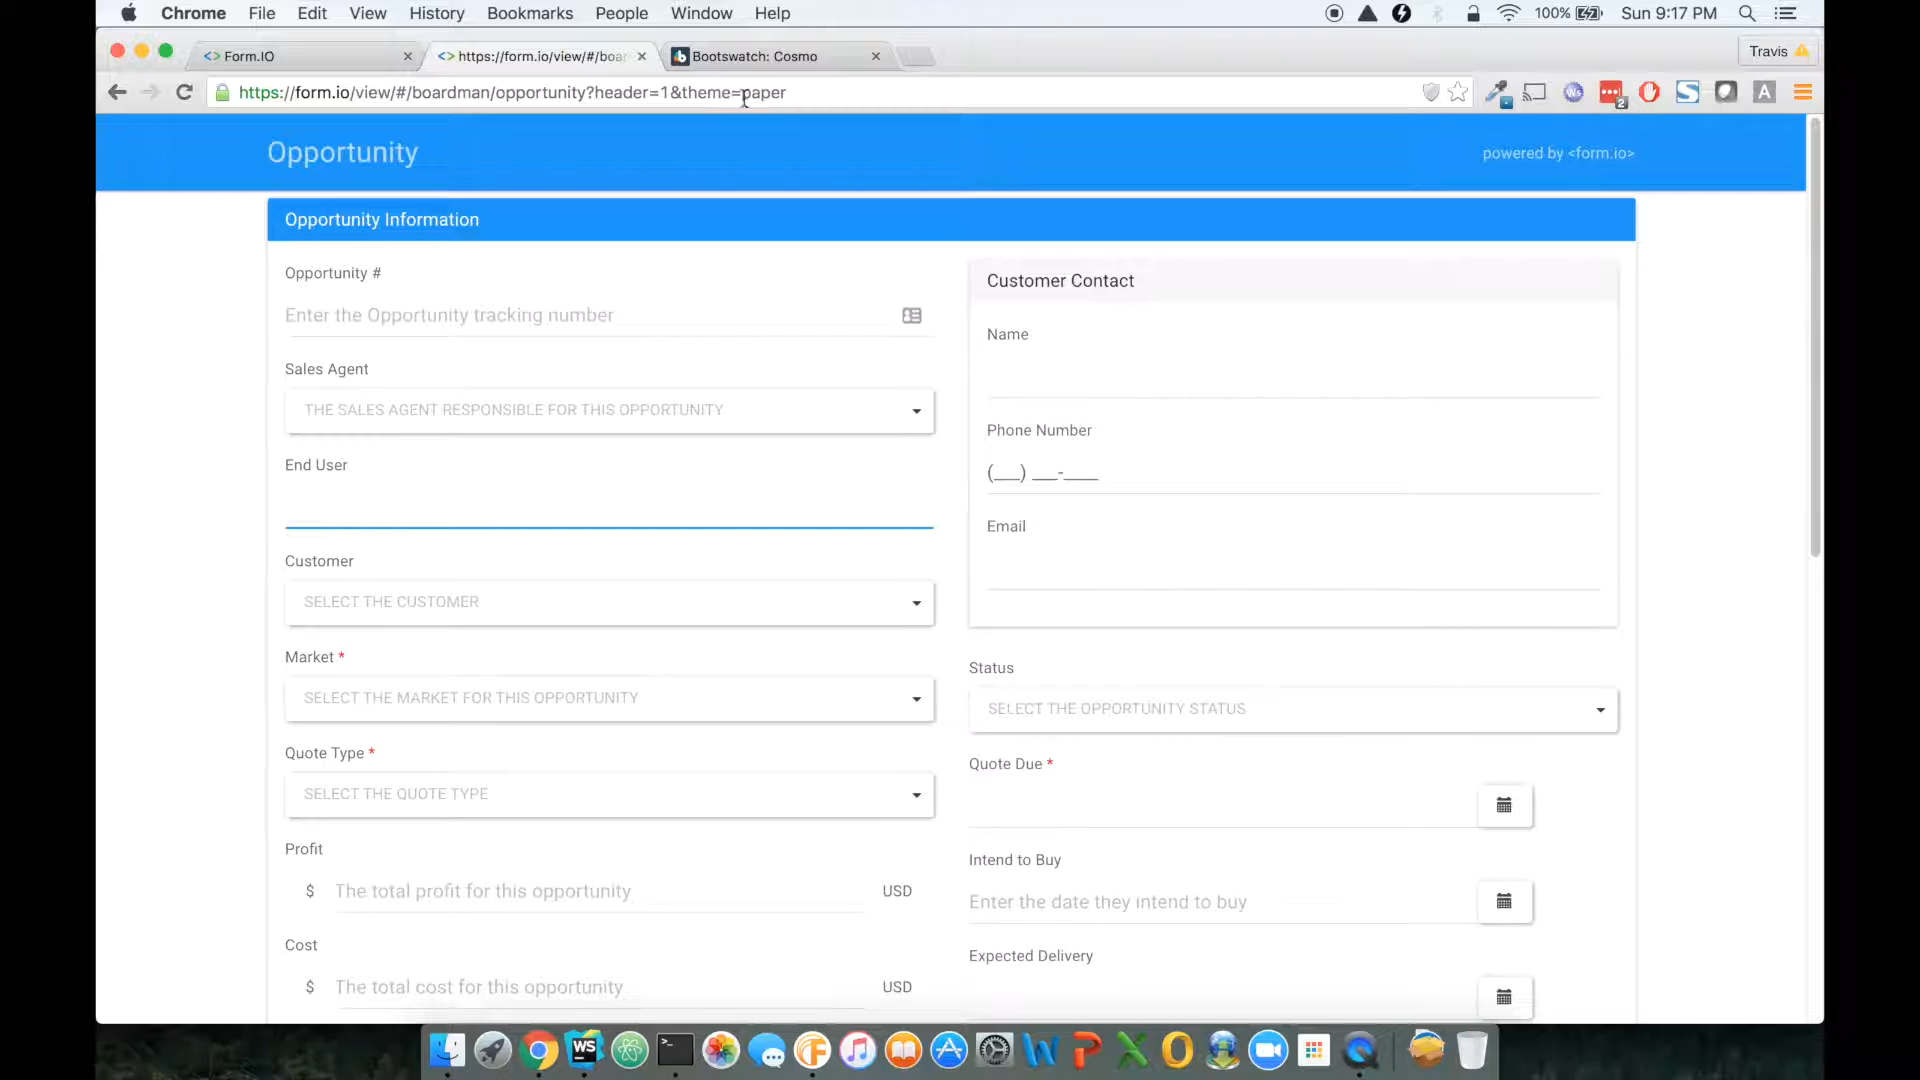 Chrome File Edit View History Bookmarks People Window Help
100% Sun 9:17 PM
<> Form.IO
<> https://form.io/view/#/boar
Bootswatch: Cosmo
Travis
https://form.io/view/#/boardman/opportunity?header=1&theme=paper
Ws
2
S
A
Opportunity
powered by <form.io>
Opportunity Information
Opportunity #
Enter the Opportunity tracking number
Sales Agent
THE SALES AGENT RESPONSIBLE FOR THIS OPPORTUNITY
End User
Customer
SELECT THE CUSTOMER
Market *
SELECT THE MARKET FOR THIS OPPORTUNITY
Quote Type *
SELECT THE QUOTE TYPE
Profit
$ The total profit for this opportunity USD
Cost
$ The total cost for this opportunity USD
Customer Contact
Name
Phone Number
(___) ___-____
Email
Status
SELECT THE OPPORTUNITY STATUS
Quote Due *
Intend to Buy
Enter the date they intend to buy
Expected Delivery
WS